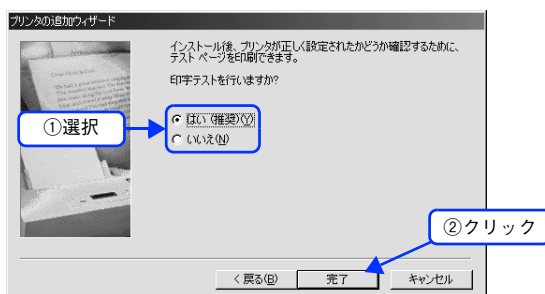 プリンタの追加ウィザード
インストール後、プリンタが正しく設定されたかどうか確認するために、
テスト ページを印刷できます。
印字テストを行いますか?
①選択
はい (推奨)(Y)
いいえ(N)
②クリック
< 戻る(B)
完了
キャンセル